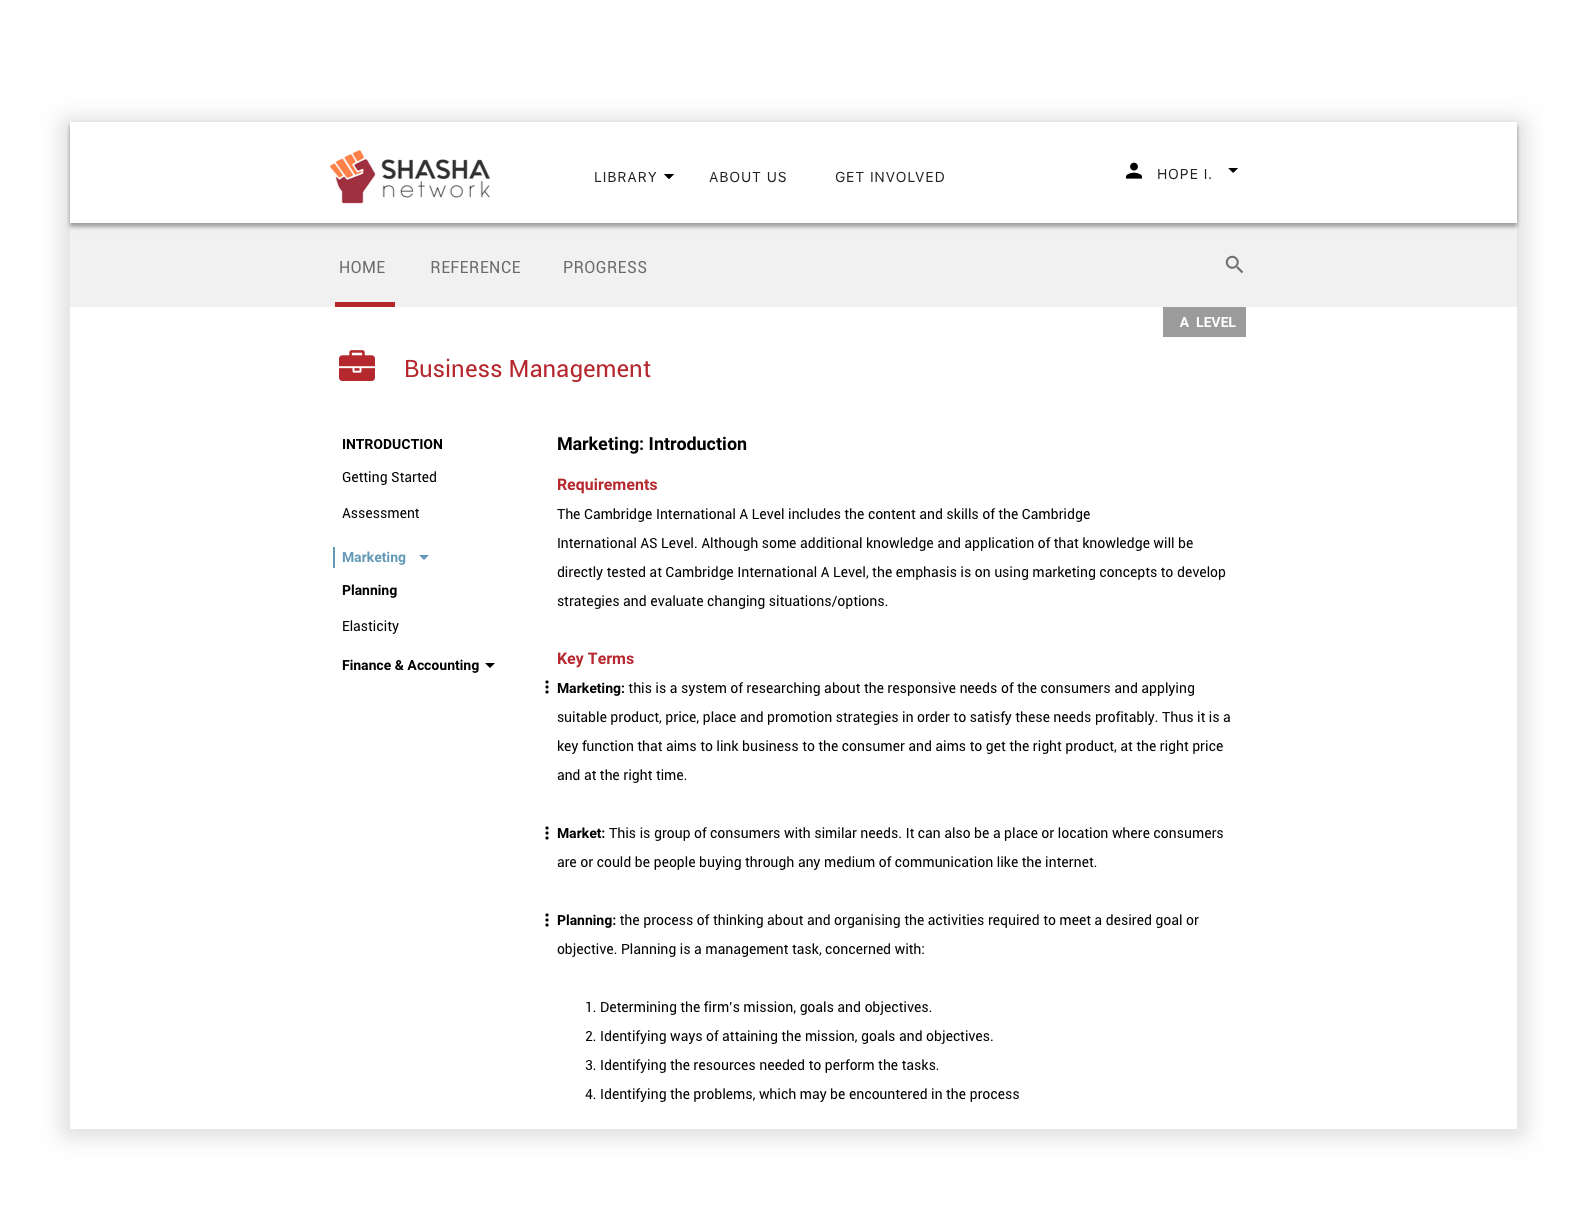 SHASHA
network
LIBRARY
ABOUT US
GET INVOLVED
HOPE I.
HOME
REFERENCE
PROGRESS
A LEVEL
Business Management
INTRODUCTION
Getting Started
Assessment
Marketing
Planning
Elasticity
Finance & Accounting
Marketing: Introduction
Requirements
The Cambridge International A Level includes the content and skills of the Cambridge
International AS Level. Although some additional knowledge and application of that knowledge will be
directly tested at Cambridge International A Level, the emphasis is on using marketing concepts to develop
strategies and evaluate changing situations/options.
Key Terms
Marketing: this is a system of researching about the responsive needs of the consumers and applying
suitable product, price, place and promotion strategies in order to satisfy these needs profitably. Thus it is a
key function that aims to link business to the consumer and aims to get the right product, at the right price
and at the right time.
Market: This is group of consumers with similar needs. It can also be a place or location where consumers
are or could be people buying through any medium of communication like the internet.
Planning: the process of thinking about and organising the activities required to meet a desired goal or
objective. Planning is a management task, concerned with:
1. Determining the firm's mission, goals and objectives.
2. Identifying ways of attaining the mission, goals and objectives.
3. Identifying the resources needed to perform the tasks.
4. Identifying the problems, which may be encountered in the process